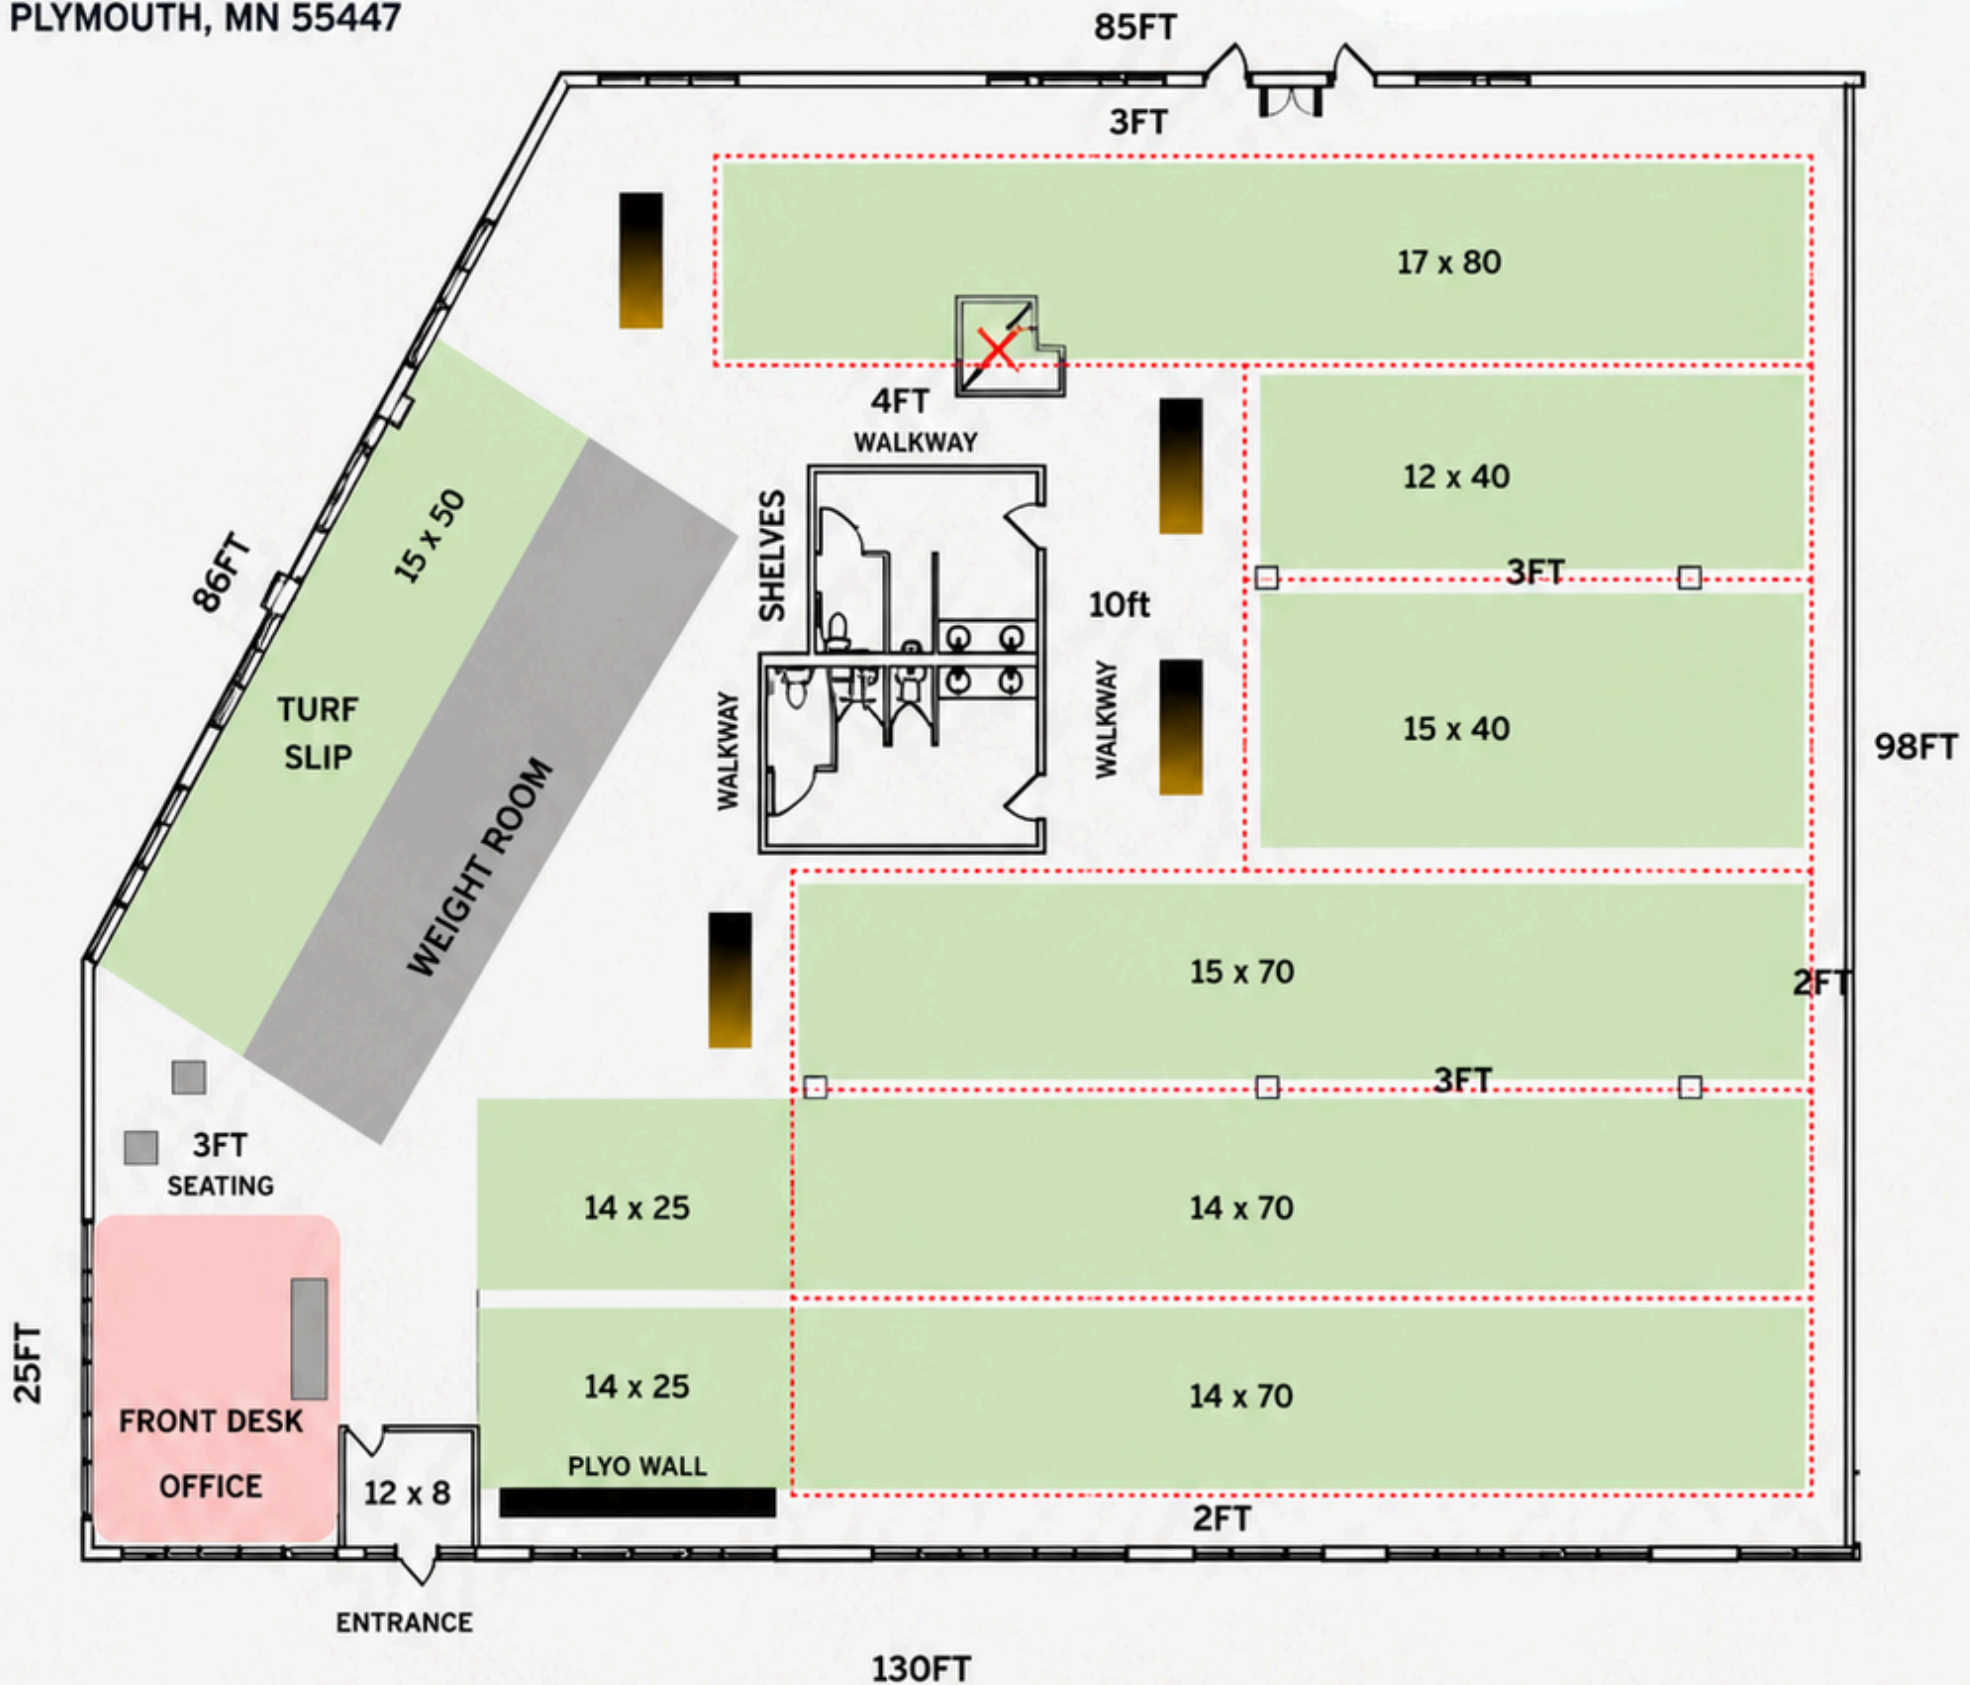 PLYMOUTH, MN 55447
85FT
3FT
17 x 80
4FT
WALKWAY
12 x 40
SHELVES
15 x 50
86FT
3FT
10ft
TURF
SLIP
WALKWAY
WALKWAY
15 x 40
98FT
WEIGHT ROOM
15 x 70
2FT
3FT
3FT
SEATING
14 x 25
14 x 70
25FT
14 x 25
14 x 70
FRONT DESK
OFFICE
PLYO WALL
12 x 8
2FT
ENTRANCE
130FT